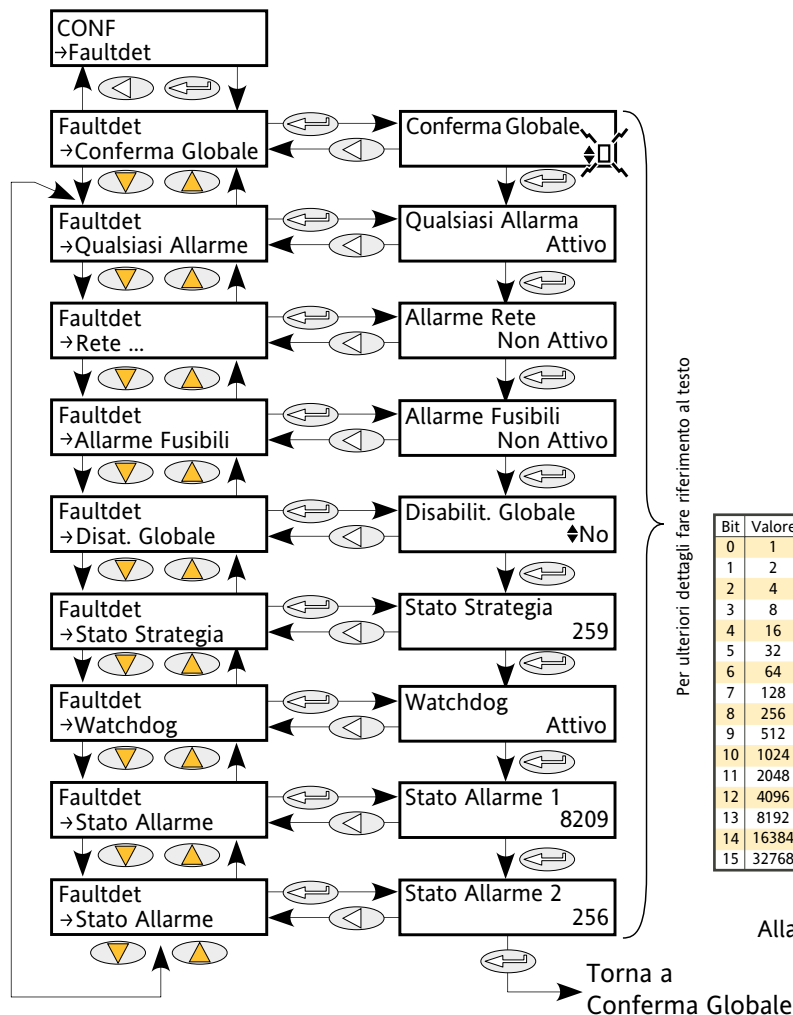 CONF
→Faultdet
Faultdet
→Conferma Globale
Conferma Globale
Faultdet
→Qualsiasi Allarme
Qualsiasi Allarma
Attivo
Faultdet
→Rete ...
Allarme Rete
Non Attivo
Faultdet
→Allarme Fusibili
Allarme Fusibili
Non Attivo
Faultdet
→Disat. Globale
Disabilit. Globale
No
Faultdet
→Stato Strategia
Stato Strategia
259
Faultdet
→Watchdog
Watchdog
Attivo
Faultdet
→Stato Allarme
Stato Allarme 1
8209
Faultdet
→Stato Allarme
Stato Allarme 2
256
Torna a
Conferma Globale
Per ulteriori dettagli fare riferimento al testo
Bit Valore
0 1
1 2
2 4
3 8
4 16
5 32
6 64
7 128
8 256
9 512
10 1024
11 2048
12 4096
13 8192
14 16384
15 32768
Alla